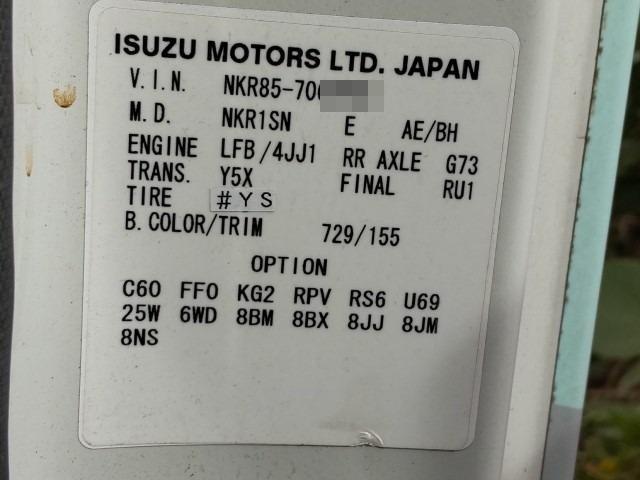 ISUZU MOTORS LTD. JAPAN
V.I.N. NKR85-70
M.D. NKR1SN E AE/BH
ENGINE LFB/4JJ1 RR AXLE G73
TRANS. Y5X FINAL RU1
TIRE #YS
B.COLOR/TRIM 729/155
OPTION
C60 FF0 KG2 RPV RS6 U69
25W 6WD 8BM 8BX 8JJ 8JM
8NS